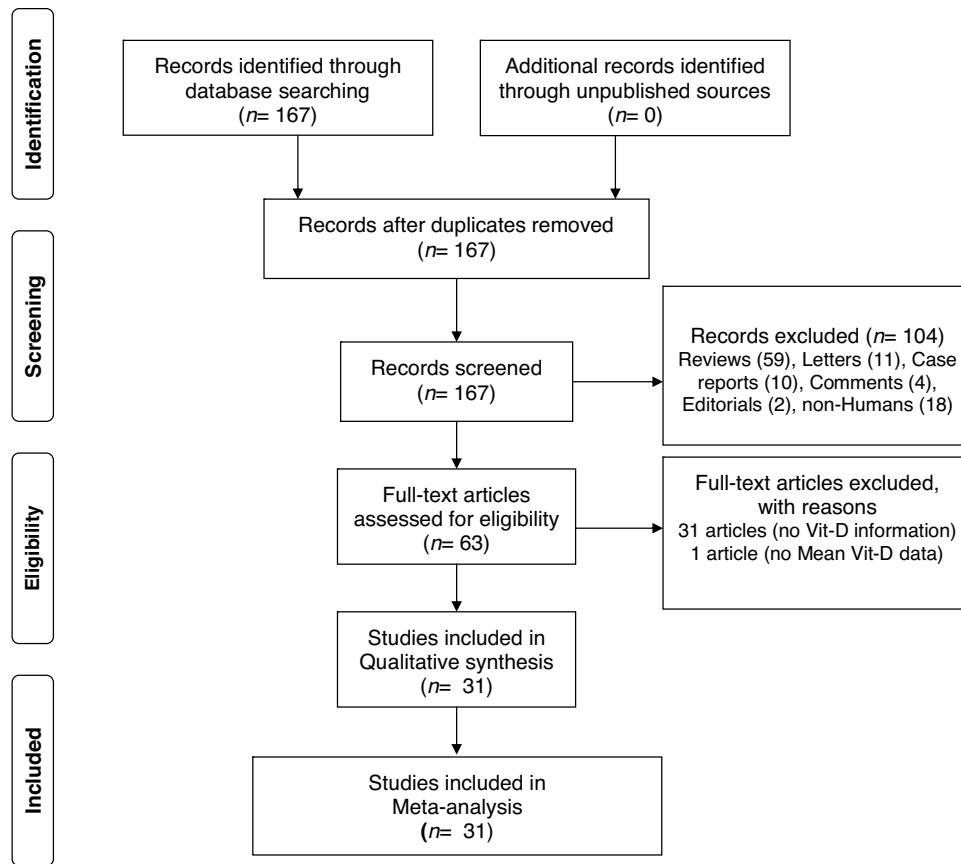 Identification
Records identified through
database searching
(n= 167)
Additional records identified
through unpublished sources
(n= 0)
Records after duplicates removed
(n= 167)
Screening
Records screened
(n= 167)
Records excluded (n= 104)
Reviews (59), Letters (11), Case
reports (10), Comments (4),
Editorials (2), non-Humans (18)
Eligibility
Full-text articles
assessed for eligibility
(n= 63)
Full-text articles excluded,
with reasons
31 articles (no Vit-D information)
1 article (no Mean Vit-D data)
Studies included in
Qualitative synthesis
(n= 31)
Included
Studies included in
Meta-analysis
(n= 31)